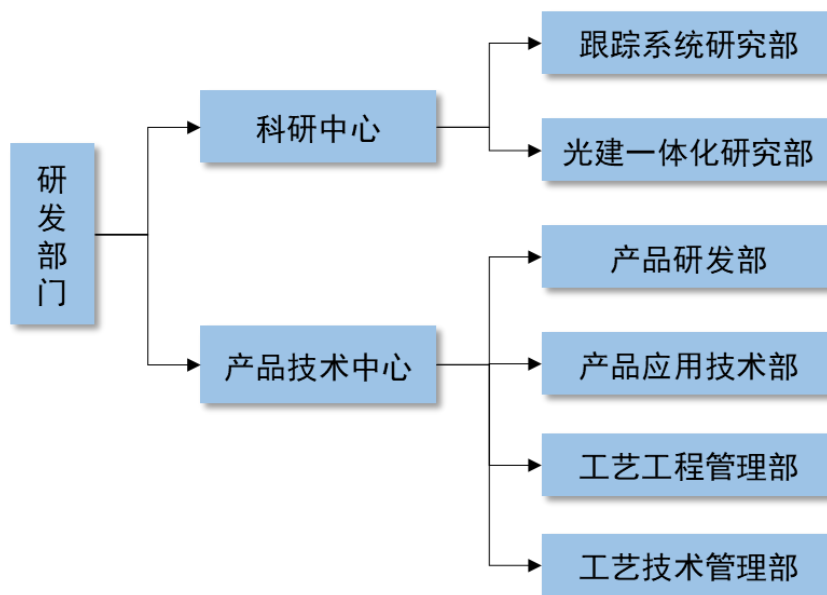 研发部门
科研中心
跟踪系统研究部
光建一体化研究部
产品技术中心
产品研发部
产品应用技术部
工艺工程管理部
工艺技术管理部